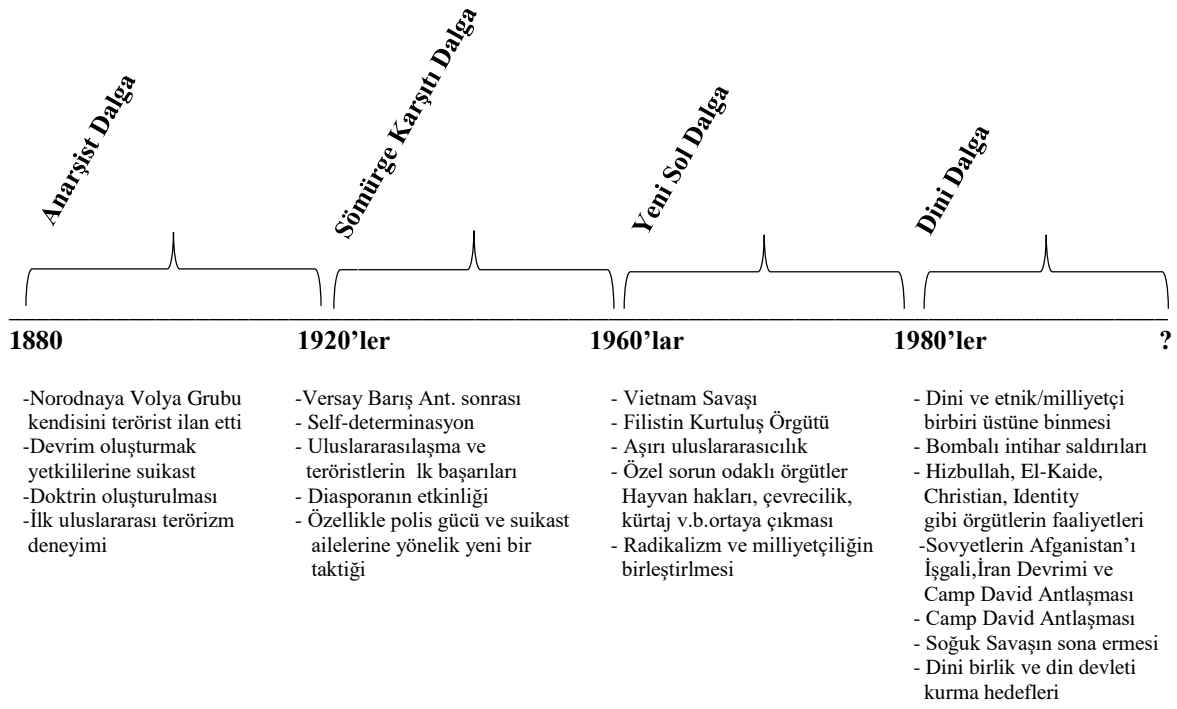 Anarşist Dalga
Sömürge Karşıtı Dalga
Yeni Sol Dalga
Dini Dalga
1880
1920’ler
1960’lar
1980’ler
?
-Norodnaya Volya Grubu
kendisini terörist ilan etti
-Devrim oluşturmak
yetkililerine suikast
-Doktrin oluşturulması
-İlk uluslararası terörizm
deneyimi
-Versay Barış Ant. sonrası
- Self-determinasyon
- Uluslararasılaşma ve
teröristlerin lk başarıları
- Diasporanın etkinliği
- Özellikle polis gücü ve suikast
ailelerine yönelik yeni bir
taktiği
- Vietnam Savaşı
- Filistin Kurtuluş Örgütü
- Aşırı uluslararasıcılık
- Özel sorun odaklı örgütler
Hayvan hakları, çevrecilik,
kürtaj v.b.ortaya çıkması
- Radikalizm ve milliyetçiliğin
birleştirlmesi
- Dini ve etnik/milliyetçi
birbiri üstüne binmesi
- Bombalı intihar saldırıları
- Hizbullah, El-Kaide,
Christian, Identity
gibi örgütlerin faaliyetleri
-Sovyetlerin Afganistan’ı
İşgali,İran Devrimi ve
Camp David Antlaşması
- Camp David Antlaşması
- Soğuk Savaşın sona ermesi
- Dini birlik ve din devleti
kurma hedefleri